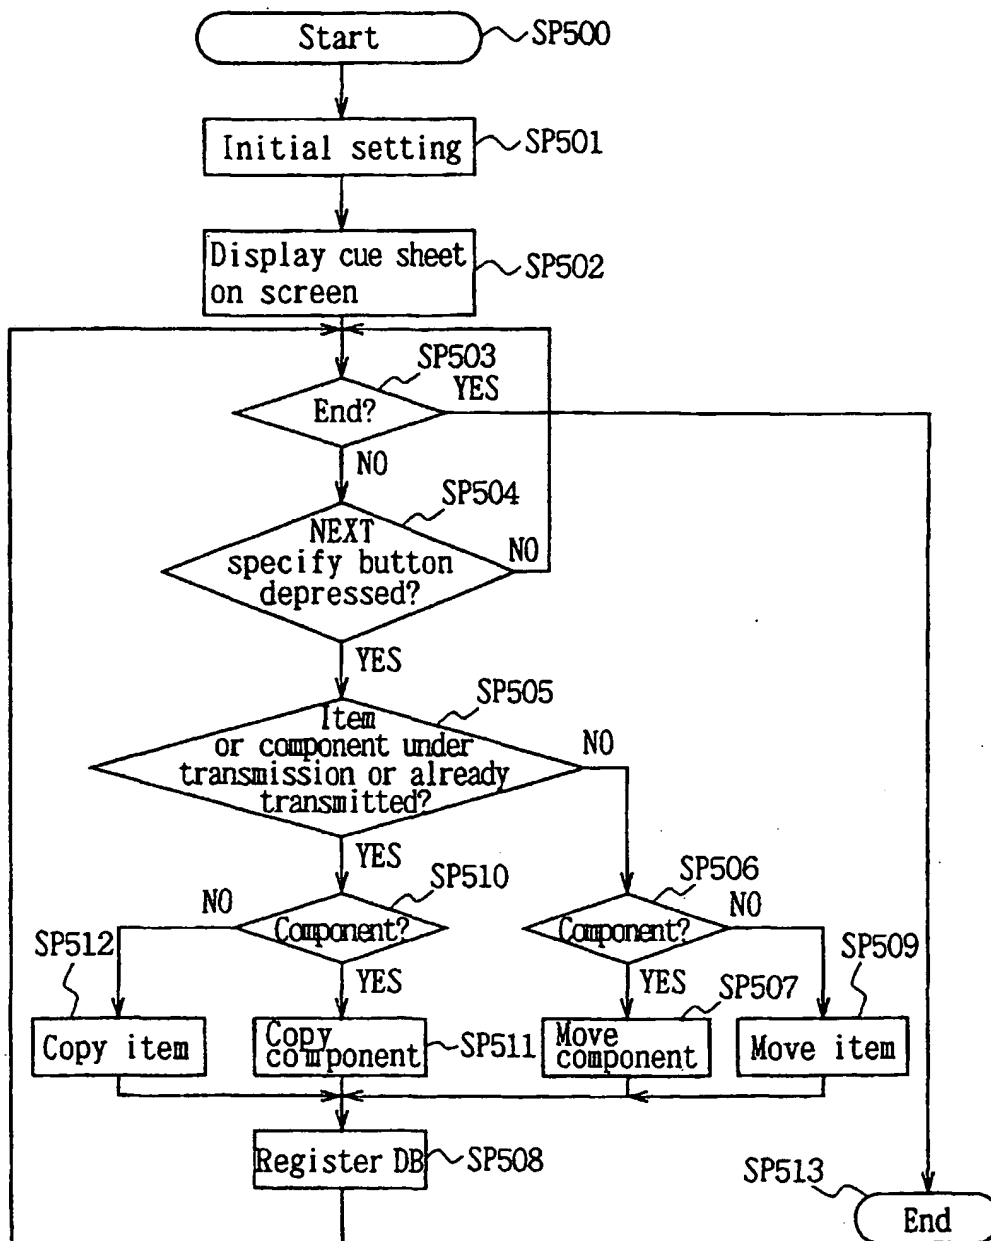 Start
SP500
Initial setting
SP501
Display cue sheet
on screen
SP502
SP503
End?
YES
NO
SP504
NEXT
specify button
depressed?
NO
YES
SP505
Item
or component under
transmission or already
transmitted?
NO
YES
SP510
Component?
NO
YES
SP506
Component?
NO
YES
SP512
Copy item
Copy
component
SP511
SP507
Move
component
SP509
Move item
Register DB
SP508
SP513
End